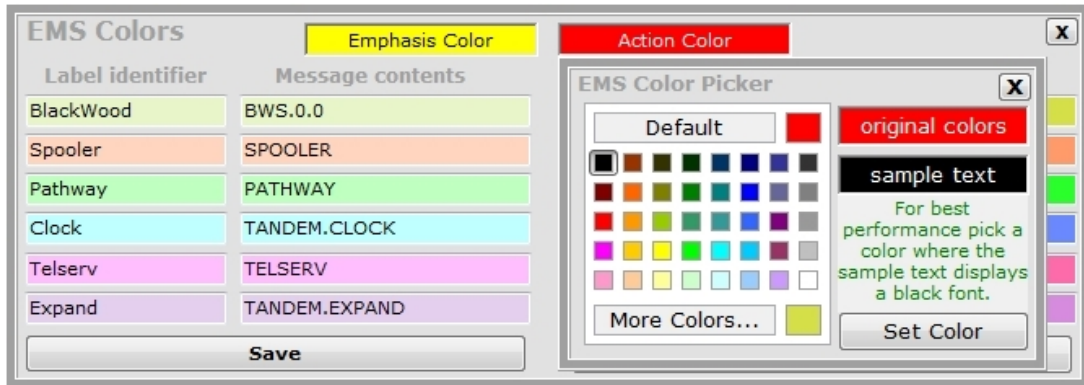 EMS Colors
Emphasis Color
Action Color
X
Label identifier
Message contents
BlackWood
BWS.0.0
Spooler
SPOOLER
Pathway
PATHWAY
Clock
TANDEM.CLOCK
Telserv
TELSERV
Expand
TANDEM.EXPAND
Save
EMS Color Picker
X
Default
original colors
sample text
For best
performance pick a
color where the
sample text displays
a black font.
More Colors...
Set Color